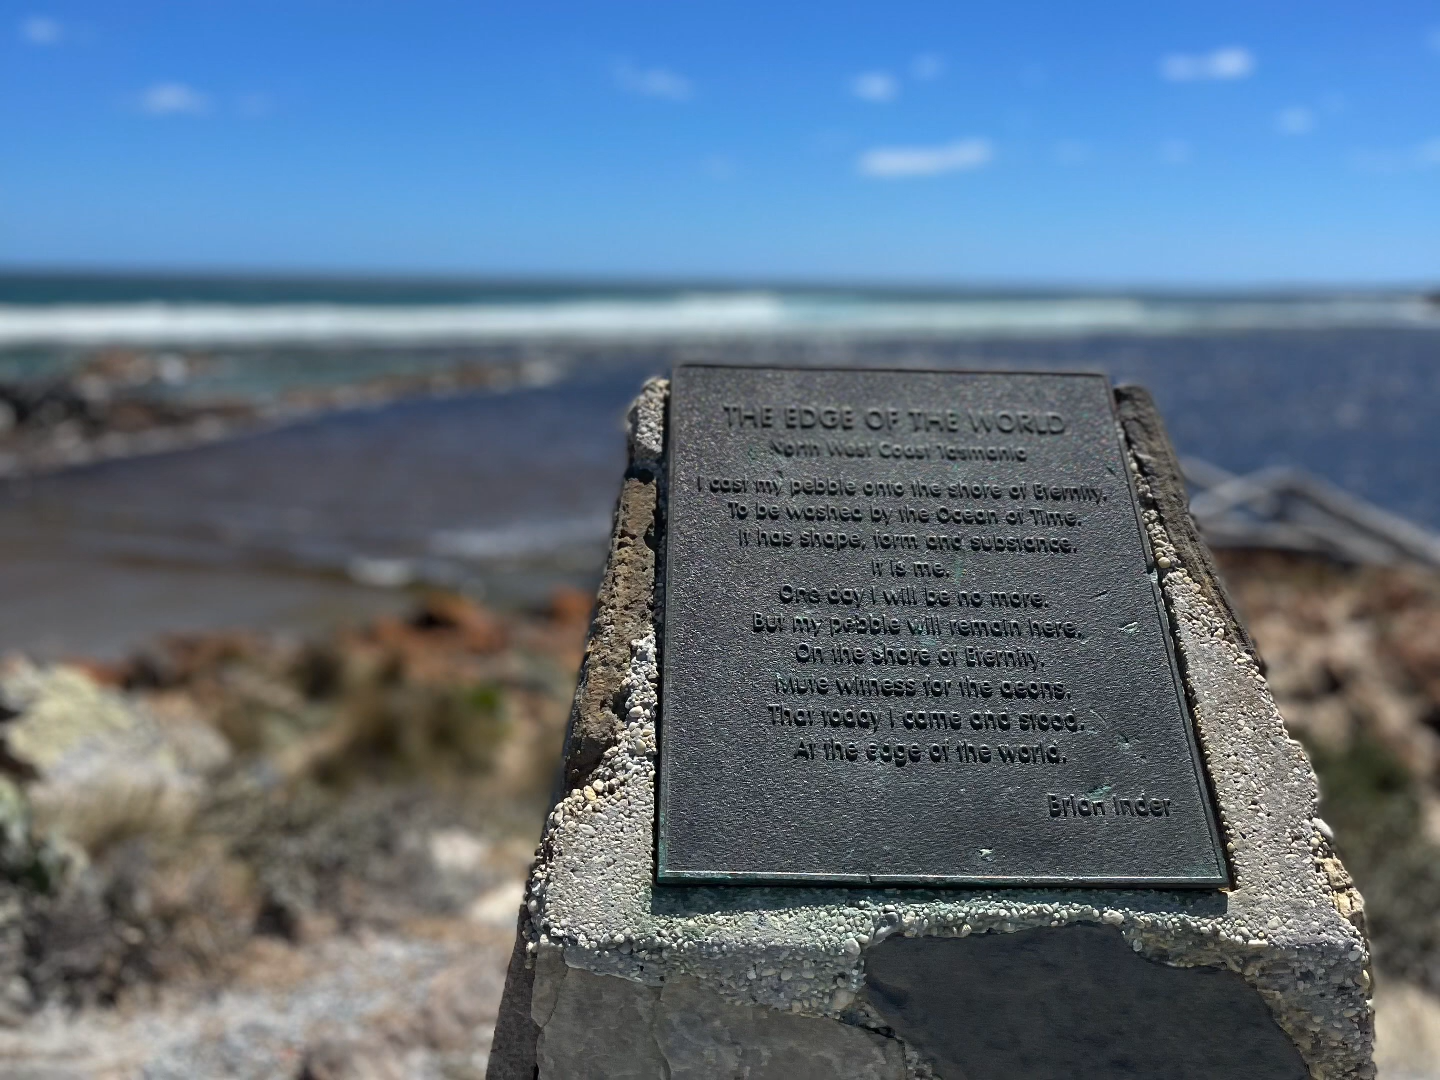 THE EDGE OF THE WORLD
North West Coast Tasmania
I cast my pebble onto the shore of Eternity.
To be washed by the Ocean of Time.
It has shape, form and substance.
It is me.
One day I will be no more.
But my pebble will remain here.
On the shore of Eternity.
Mute witness for the aeons.
That today I came and stood.
At the edge of the world.
Brian Inder